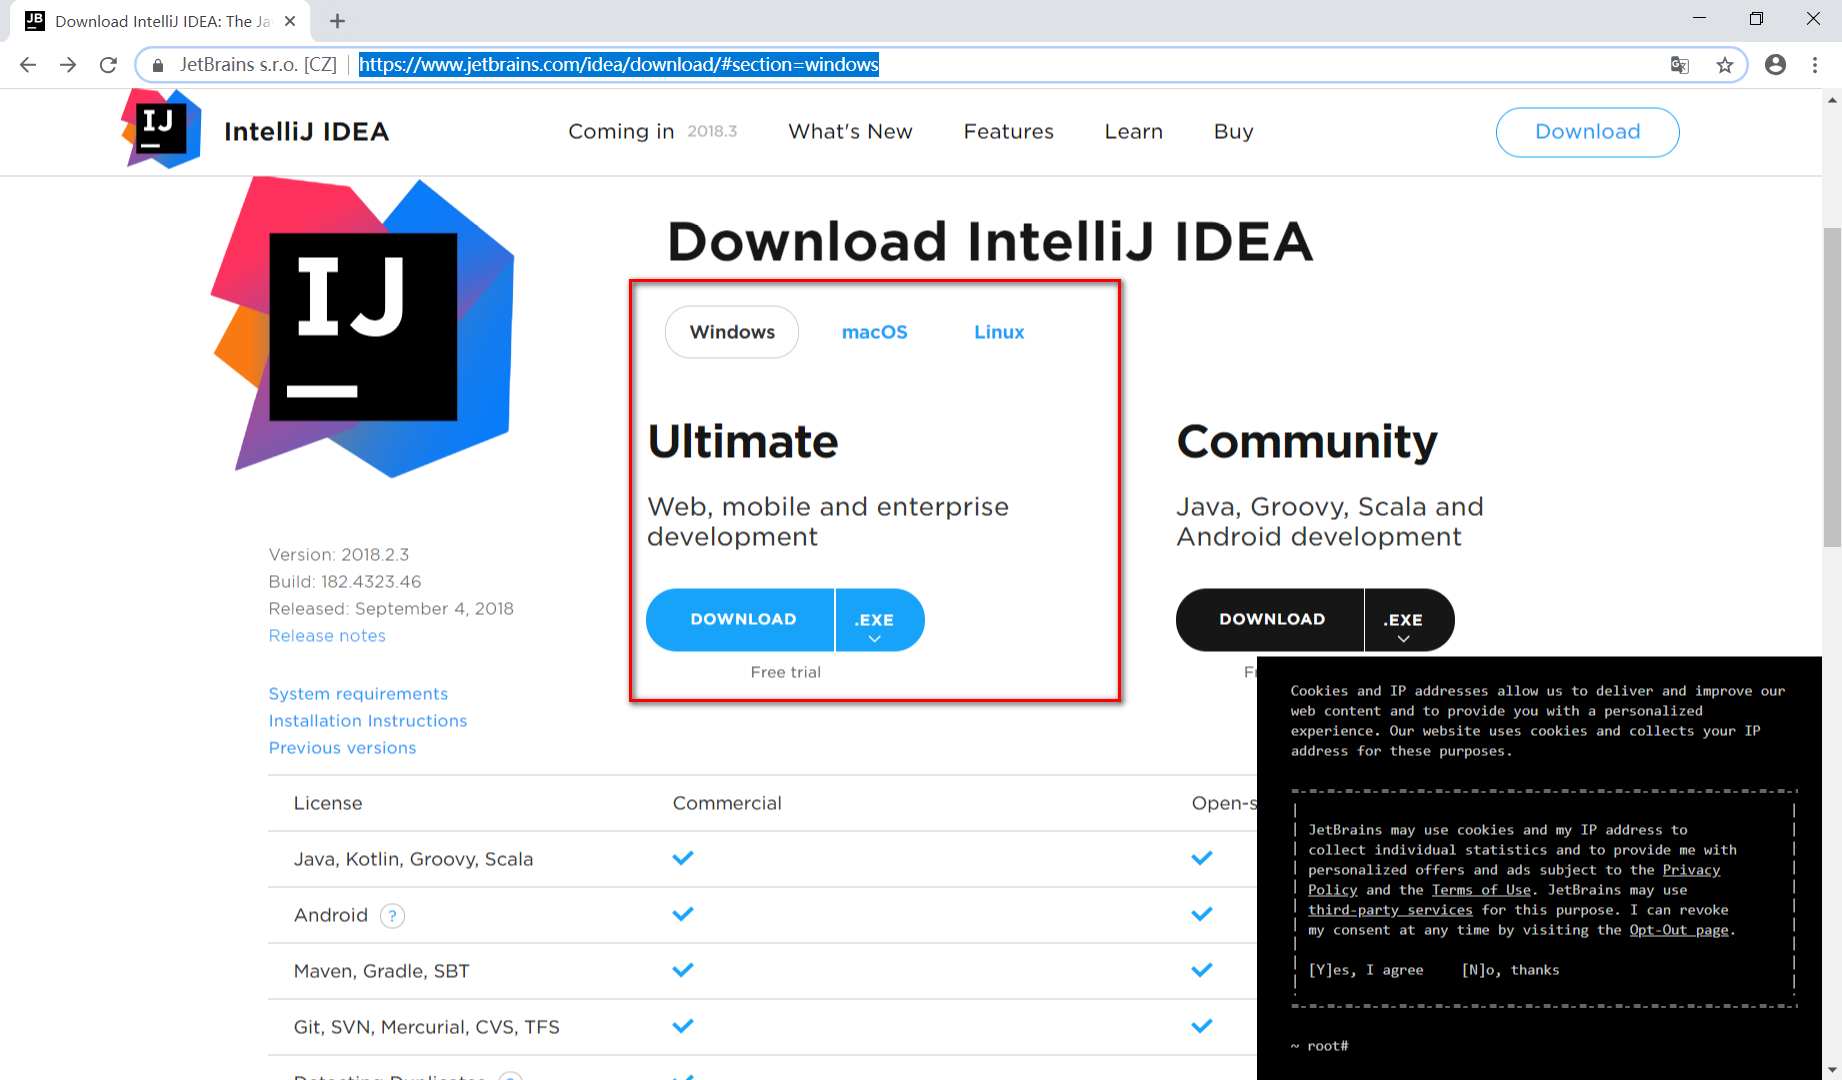 JB
Download IntelliJ IDEA: The Ja
JetBrains s.r.o. [CZ]
https://www.jetbrains.com/idea/download/#section=windows
IJ
IntelliJ IDEA
Coming in 2018.3
What's New
Features
Learn
Buy
Download
IJ
Download IntelliJ IDEA
Windows
macOS
Linux
Ultimate
Web, mobile and enterprise
development
DOWNLOAD
.EXE
Free trial
Community
Java, Groovy, Scala and
Android development
DOWNLOAD
.EXE
Version: 2018.2.3
Build: 182.4323.46
Released: September 4, 2018
Release notes
System requirements
Installation Instructions
Previous versions
License
Commercial
Open-s
Java, Kotlin, Groovy, Scala
Android ?
Maven, Gradle, SBT
Git, SVN, Mercurial, CVS, TFS
Cookies and IP addresses allow us to deliver and improve our
web content and to provide you with a personalized
experience. Our website uses cookies and collects your IP
address for these purposes.
JetBrains may use cookies and my IP address to
collect individual statistics and to provide me with
personalized offers and ads subject to the Privacy
Policy and the Terms of Use. JetBrains may use
third-party services for this purpose. I can revoke
my consent at any time by visiting the Opt-Out page.
[Y]es, I agree [N]o, thanks
~ root#